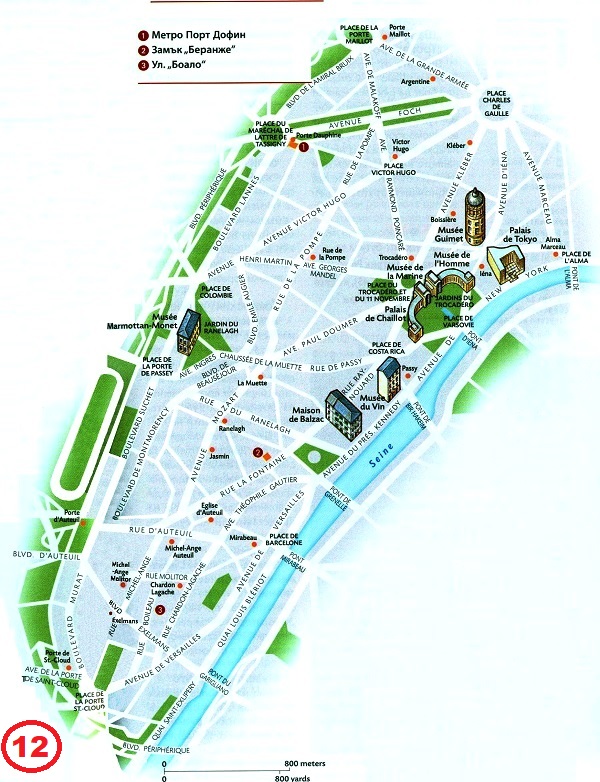 1 Метро Порт Дофин
2 Замък „Беранже“
3 Ул. „Боало“
PLACE DE LA
PORTE
MAILLOT
Porte
Maillot
AV. DE LA GRANDE ARMÉE
Argentine
BLVD. DE L'AMIRAL BRUIX
AV. DE MALAKOFF
PLACE
CHARLES
DE
GAULLE
AVENUE FOCH
PLACE DU
MARÉCHAL DE
LATTRE DE
TASSIGNY
Porte Dauphine
1
RUE DE LA POMPE
Victor
Hugo
PLACE
VICTOR HUGO
Kléber
AVENUE KLÉBER
AVENUE D'IÉNA
AVENUE MARCEAU
AVE. RAYMOND POINCARÉ
BLVD. PÉRIPHÉRIQUE
BOULEVARD LANNES
AVENUE VICTOR HUGO
Boissière
Musée
Guimet
Palais
de Tokyo
Alma
Marceau
PLACE DE
L'ALMA
PONT DE
L'ALMA
Rue de
la Pompe
AVENUE HENRI MARTIN
AVE. GEORGES
MANDEL
RUE DE LA POMPE
Trocadéro
Musée de
l'Homme
Musée de
la Marine
Iéna
NEW YORK
PLACE DU
TROCADÉRO ET
DU 11 NOVEMBRE
JARDINS DU
TROCADÉRO
Palais
de Chaillot
PLACE DE
VARSOVIE
PONT
D'IÉNA
AVENUE DE
PLACE DE
COLOMBIE
BLVD. EMILE AUGIER
Musée
Marmottan-Monet
JARDIN DU
RANELAGH
AVE. PAUL DOUMER
PLACE DE
COSTA RICA
PLACE DE
LA PORTE
DE PASSEY
AVE. INGRES
CHAUSSÉE DE LA MUETTE
RUE DE PASSY
BLVD DE
BEAUSÉJOUR
La Muette
RUE RAYNOUARD
Passy
Musée
du Vin
Maison
de Balzac
BOULEVARD SUCHET
BOULEVARD DE MONTMORENCY
RUE DU RANELAGH
AVENUE MOZART
Ranelagh
Jasmin
2
RUE LA FONTAINE
AVENUE DU PRÉS. KENNEDY
Seine
PONT DE
BIR HAKEIM
PONT DE
GRENELLE
AVE. THÉOPHILE GAUTIER
Porte
d'Auteuil
Eglise
d'Auteuil
RUE D'AUTEUIL
Michel-Ange
Auteuil
Mirabeau
PLACE DE
BARCELONE
AVENUE DE VERSAILLES
PONT
MIRABEAU
BLVD. D'AUTEUIL
Michel
Ange
Molitor
RUE MICHELANGE
RUE MOLITOR
Chardon
Lagache
BOULEVARD MURAT
BLVD
Exelmans
EXELMANS
RUE BOILEAU
3
RUE CHARDON-LAGACHE
AVENUE DE VERSAILLES
QUAI LOUIS BLÉRIOT
Porte de
St.-Cloud
AVE. DE LA PORTE
DE SAINT-CLOUD
PLACE DE
LA PORTE
ST.-CLOUD
PONT DU
GARIGLIANO
QUAI SAINT-EXUPÉRY
BLVD. PÉRIPHÉRIQUE
12
0 800 meters
0 800 yards